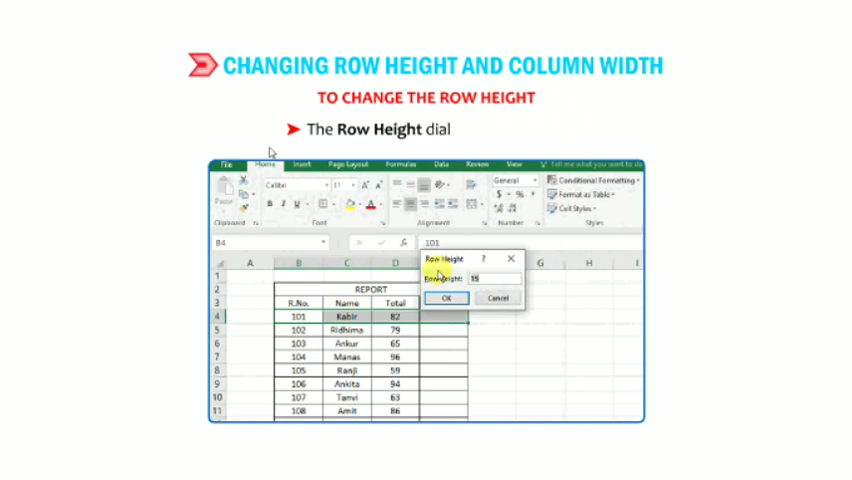 CHANGING ROW HEIGHT AND COLUMN WIDTH
TO CHANGE THE ROW HEIGHT
The Row Height dial
File Home Insert Page Layout Formulas Data Review View Tell me what you want to do
Calibri 11 General Conditional Formatting
Paste B I U $ % Format as Table
Cell Styles
Clipboard Font Alignment Number Styles
B4 fx 101
Row Height ? ×
Row height: 15
OK Cancel
A B C D G H I
1
2 REPORT
3 R.No. Name Total
4 101 Kabir 82
5 102 Ridhima 79
6 103 Ankur 65
7 104 Manas 96
8 105 Ranji 59
9 106 Ankita 94
10 107 Tanvi 63
11 108 Amit 86